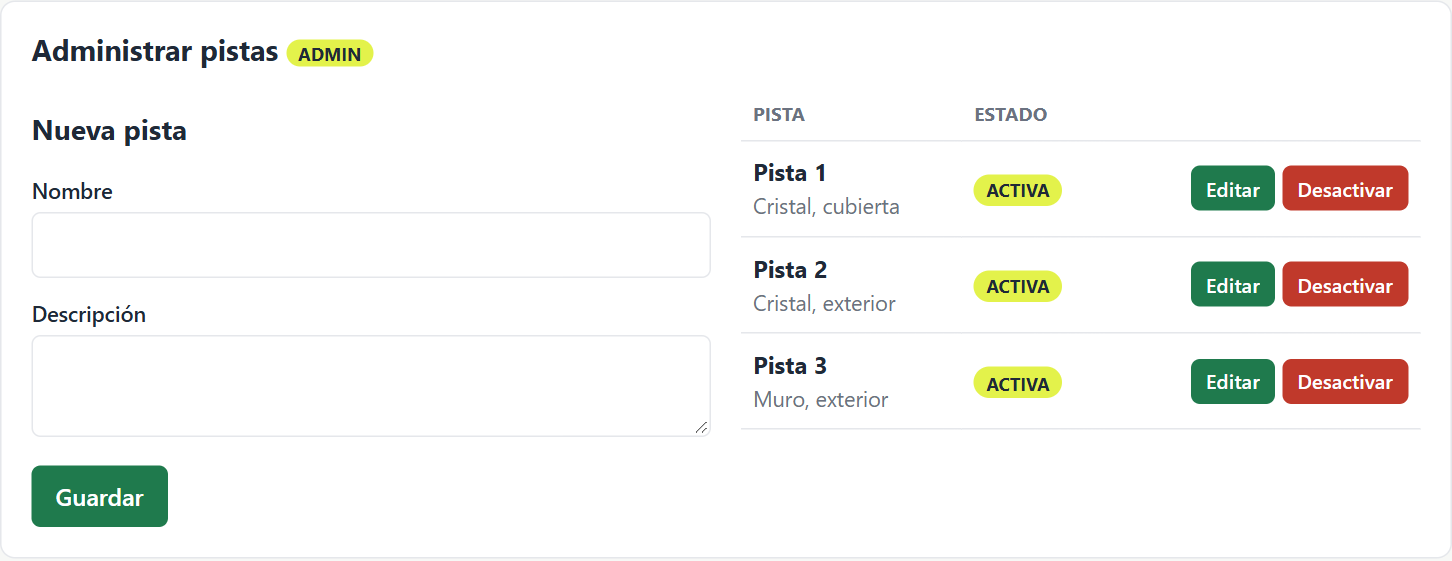 Administrar pistas ADMIN
Nueva pista
Nombre
Descripción
Guardar
PISTA ESTADO
Pista 1
Cristal, cubierta
ACTIVA Editar Desactivar
Pista 2
Cristal, exterior
ACTIVA Editar Desactivar
Pista 3
Muro, exterior
ACTIVA Editar Desactivar